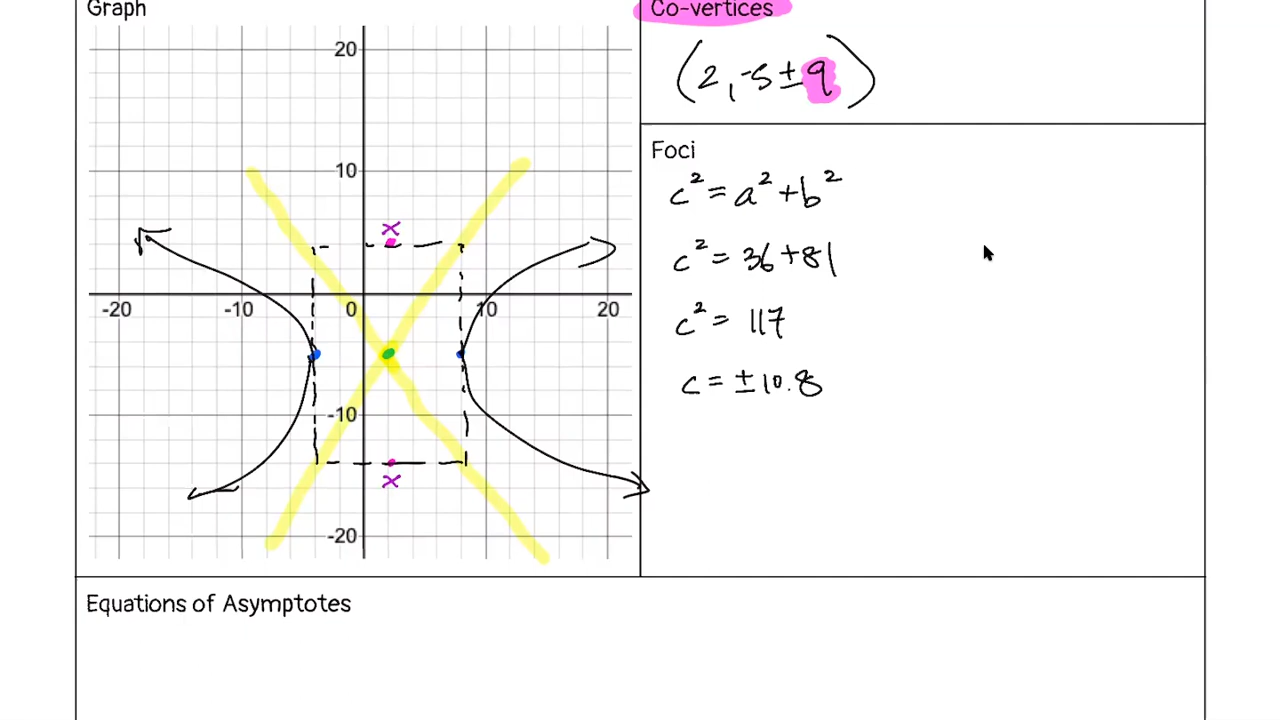 Graph
Co-vertices
(2, -5 ± 9)
Foci
c² = a² + b²
c² = 36 + 81
c² = 117
c = ± 10.8
20
10
x
-20
-10
0
10
20
-10
x
-20
Equations of Asymptotes